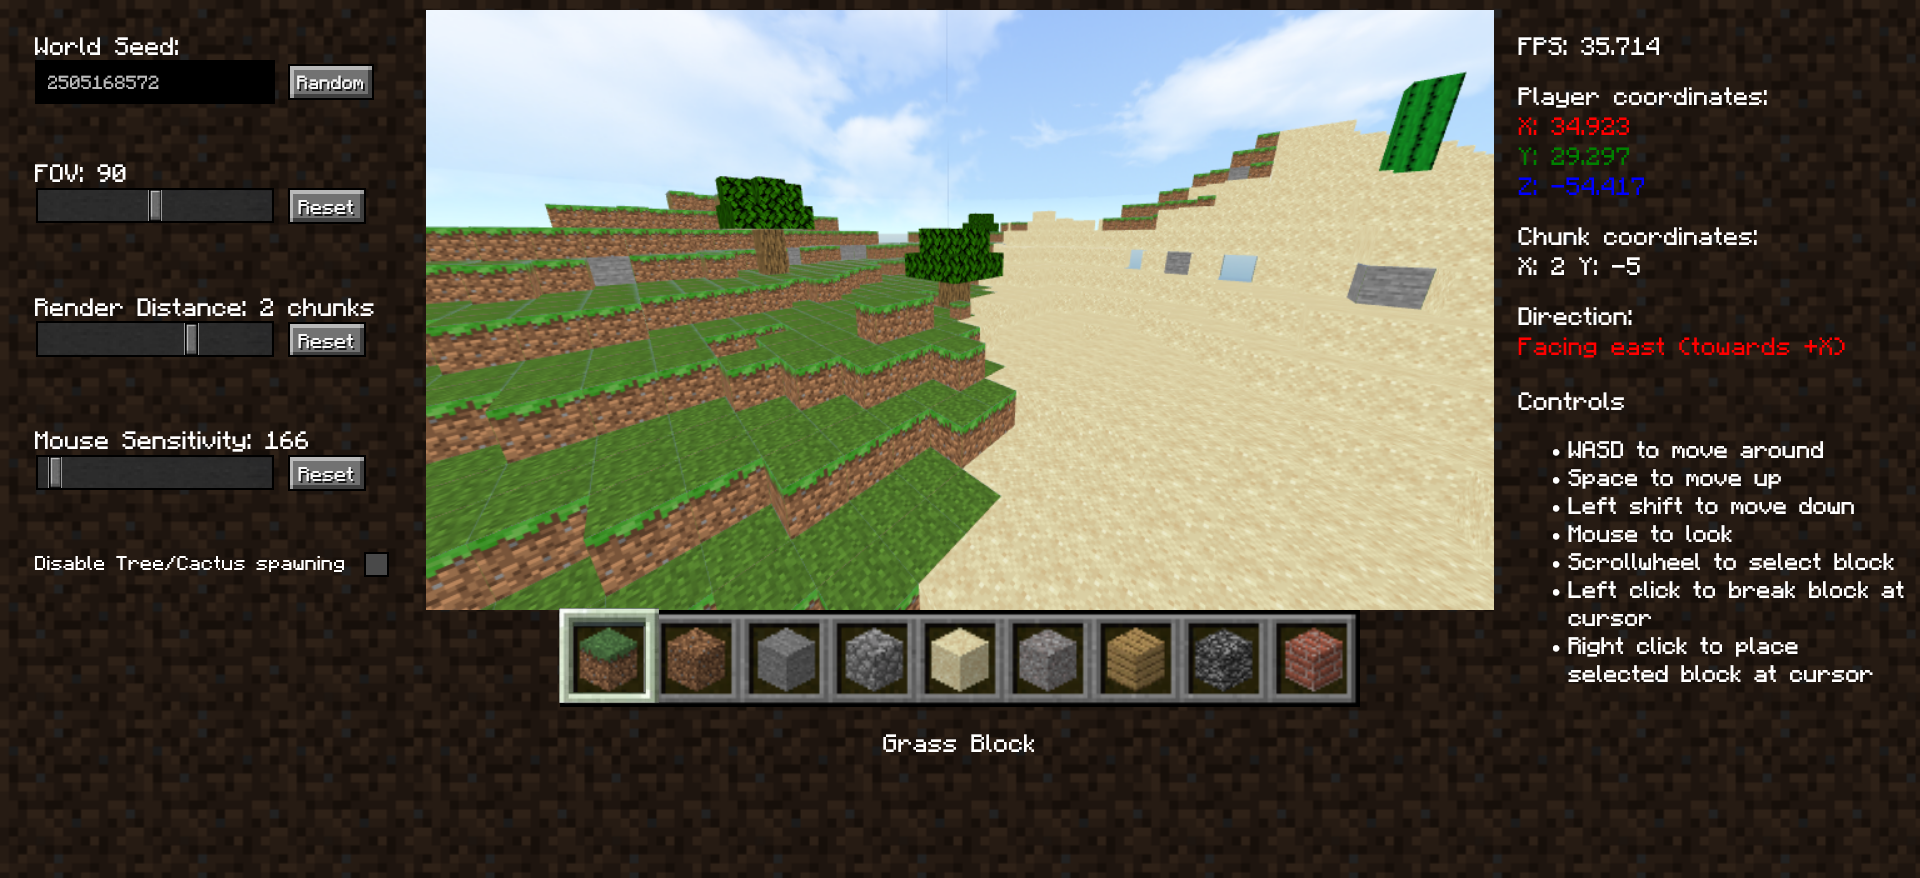 World Seed:
2505168572
Random
FOV: 90
Reset
Render Distance: 2 chunks
Reset
Mouse Sensitivity: 166
Reset
Disable Tree/Cactus spawning
Grass Block
FPS: 35.714
Player coordinates:
X: 34.923
Y: 29.297
Z: -54.417
Chunk coordinates:
X: 2 Y: -5
Direction:
Facing east (towards +X)
Controls
• WASD to move around
• Space to move up
• Left shift to move down
• Mouse to look
• Scrollwheel to select block
• Left click to break block at
cursor
• Right click to place
selected block at cursor